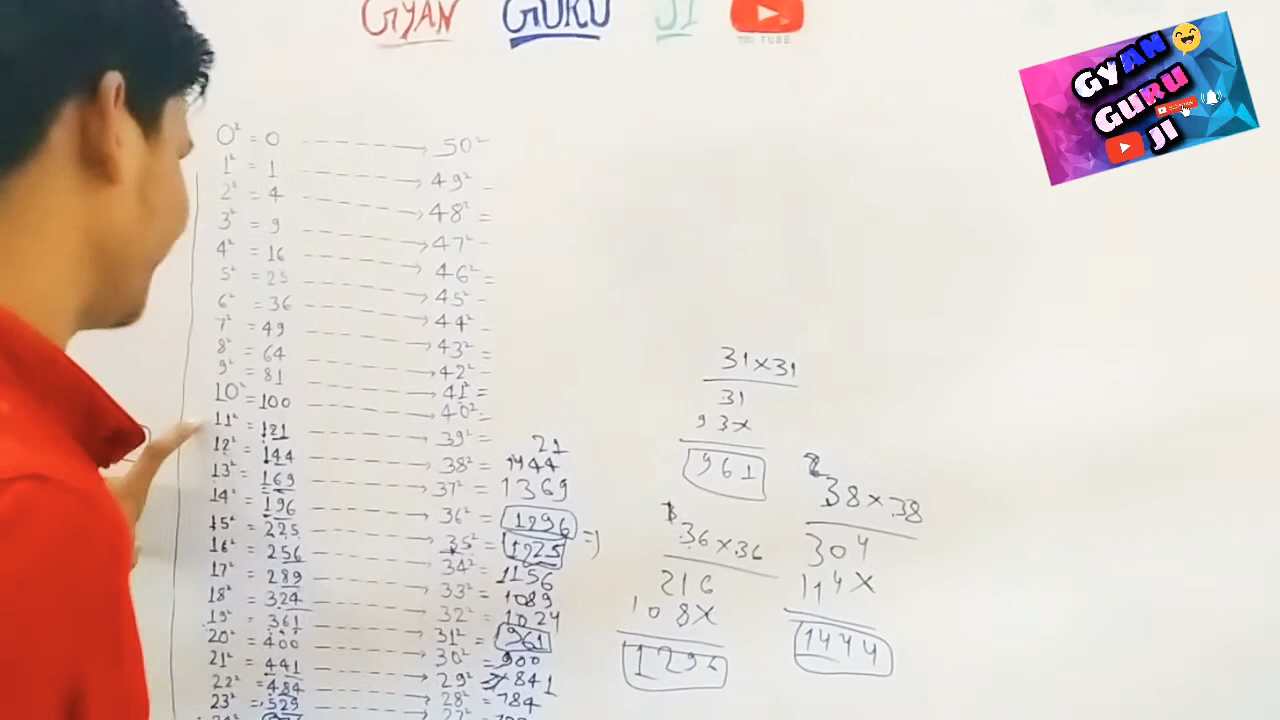 GYAN GURU JI
YOU TUBE
GYAN
GURU
Subscribe
JI
0² = 0 -----> 50²
1² = 1 -----> 49² =
2² = 4 -----> 48² =
3² = 9 -----> 47² =
4² = 16 -----> 46² =
5² = 25 -----> 45² =
6² = 36 -----> 44² =
7² = 49 -----> 43² =
8² = 64 -----> 42² =
9² = 81 -----> 41² =
10² = 100 -----> 40² =
11² = 121 -----> 39² = 21
12² = 144 -----> 38² = 1444
13² = 169 -----> 37² = 1369
14² = 196 -----> 36² = 1296
15² = 225 -----> 35² = 1225 =)
16² = 256 -----> 34² = 1156
17² = 289 -----> 33² = 1089
18² = 324 -----> 32² = 1024
19² = 361 -----> 31² = 961
20² = 400 -----> 30² = 900
21² = 441 -----> 29² = 841
22² = 484 -----> 28² = 784
23² = 529
31×31
31
93×
961
36×36
216
108×
1296
38×38
304
114×
1444